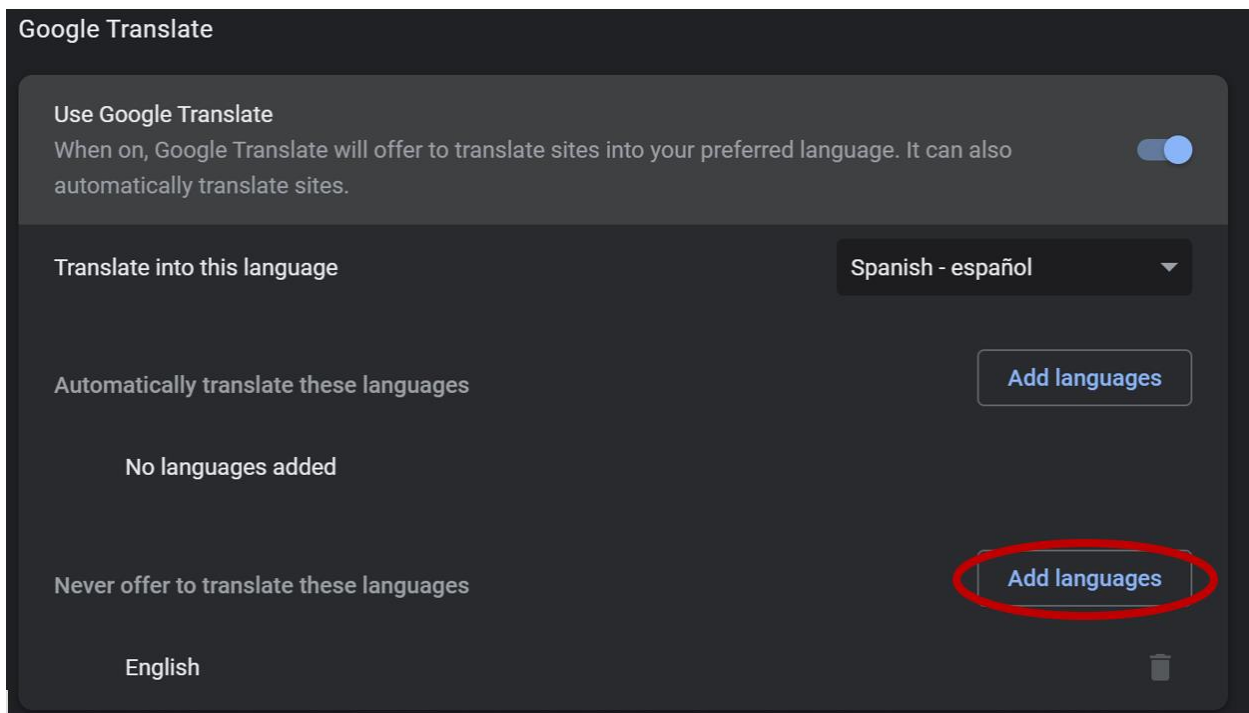 Google Translate
Use Google Translate
When on, Google Translate will offer to translate sites into your preferred language. It can also
automatically translate sites.
Translate into this language
Spanish - español
Automatically translate these languages
Add languages
No languages added
Never offer to translate these languages
Add languages
English